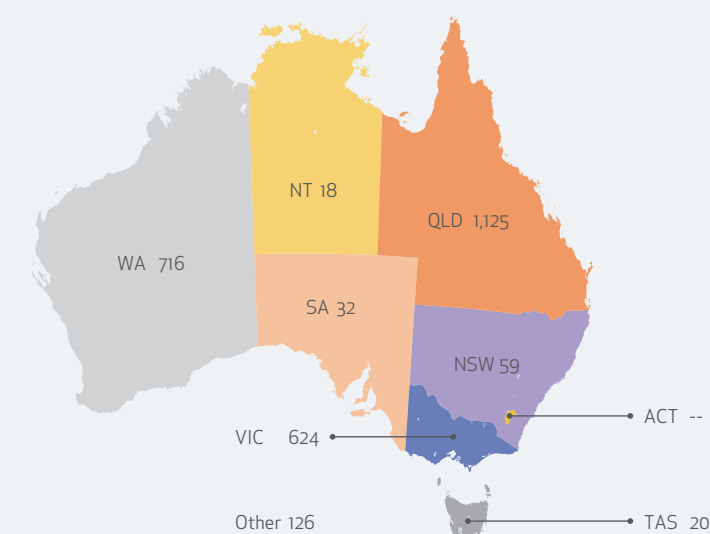 NT 18
QLD 1,125
WA 716
SA 32
NSW 59
ACT --
VIC 624
Other 126
TAS 20